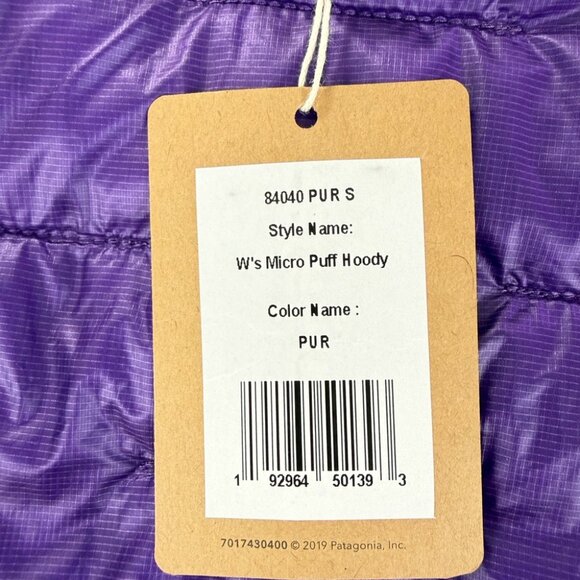 84040 PUR S
Style Name:
W's Micro Puff Hoody
Color Name :
PUR
1 92964 50139 3
7017430400 © 2019 Patagonia, Inc.